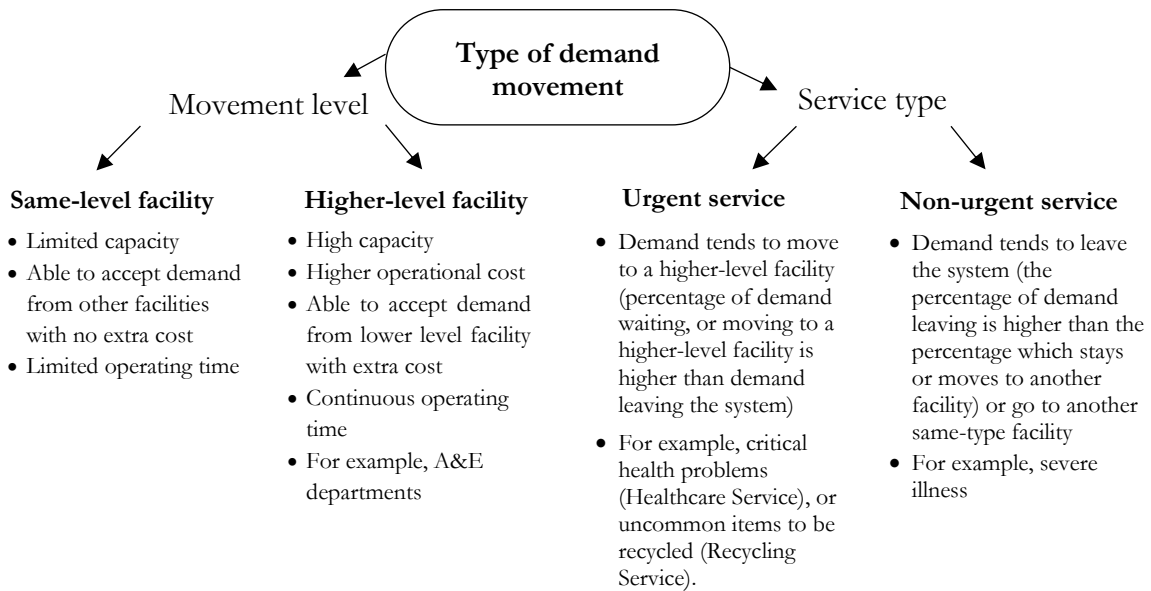 Type of demand
movement
Movement level
Service type
Same-level facility
• Limited capacity
• Able to accept demand
from other facilities
with no extra cost
• Limited operating time
Higher-level facility
• High capacity
• Higher operational cost
• Able to accept demand
from lower level facility
with extra cost
• Continuous operating
time
• For example, A&E
departments
Urgent service
• Demand tends to move
to a higher-level facility
(percentage of demand
waiting, or moving to a
higher-level facility is
higher than demand
leaving the system)
• For example, critical
health problems
(Healthcare Service), or
uncommon items to be
recycled (Recycling
Service).
Non-urgent service
• Demand tends to leave
the system (the
percentage of demand
leaving is higher than the
percentage which stays
or moves to another
facility) or go to another
same-type facility
• For example, severe
illness